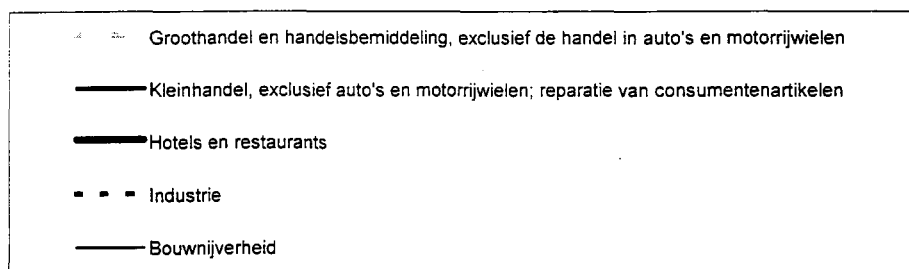 Groothandel en handelsbemiddeling, exclusief de handel in auto's en motorrijwielen
Kleinhandel, exclusief auto's en motorrijwielen; reparatie van consumentenartikelen
Hotels en restaurants
Industrie
Bouwnijverheid